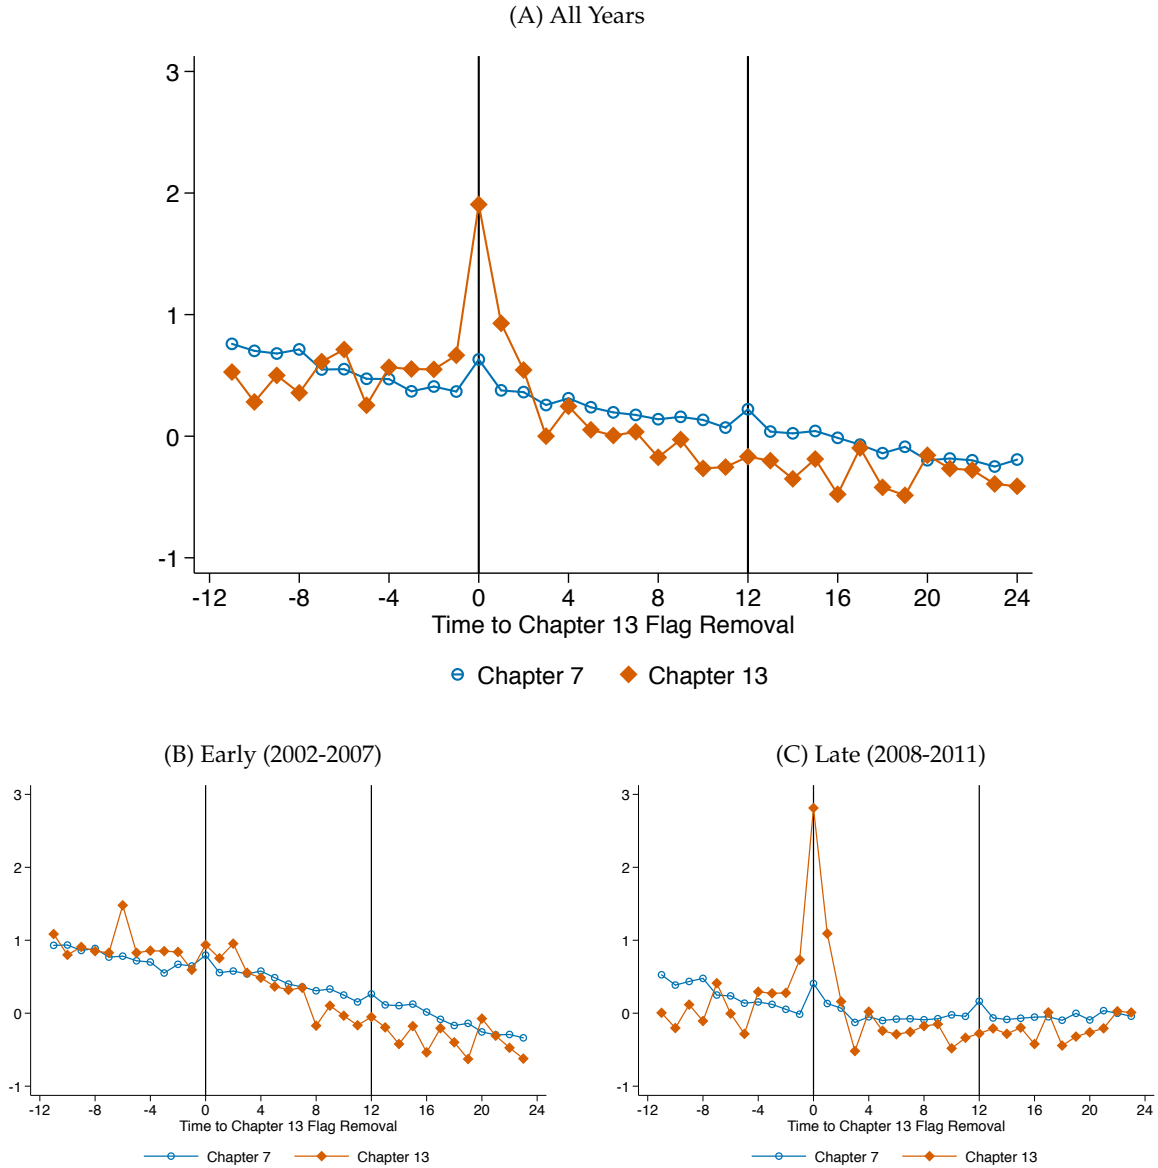 (A) All Years
3
2
1
0
-1
-12 -8 -4 0 4 8 12 16 20 24
Time to Chapter 13 Flag Removal
Chapter 7 Chapter 13
(B) Early (2002-2007)
3
2
1
0
-1
-12 -8 -4 0 4 8 12 16 20 24
Time to Chapter 13 Flag Removal
Chapter 7 Chapter 13
(C) Late (2008-2011)
3
2
1
0
-1
-12 -8 -4 0 4 8 12 16 20 24
Time to Chapter 13 Flag Removal
Chapter 7 Chapter 13